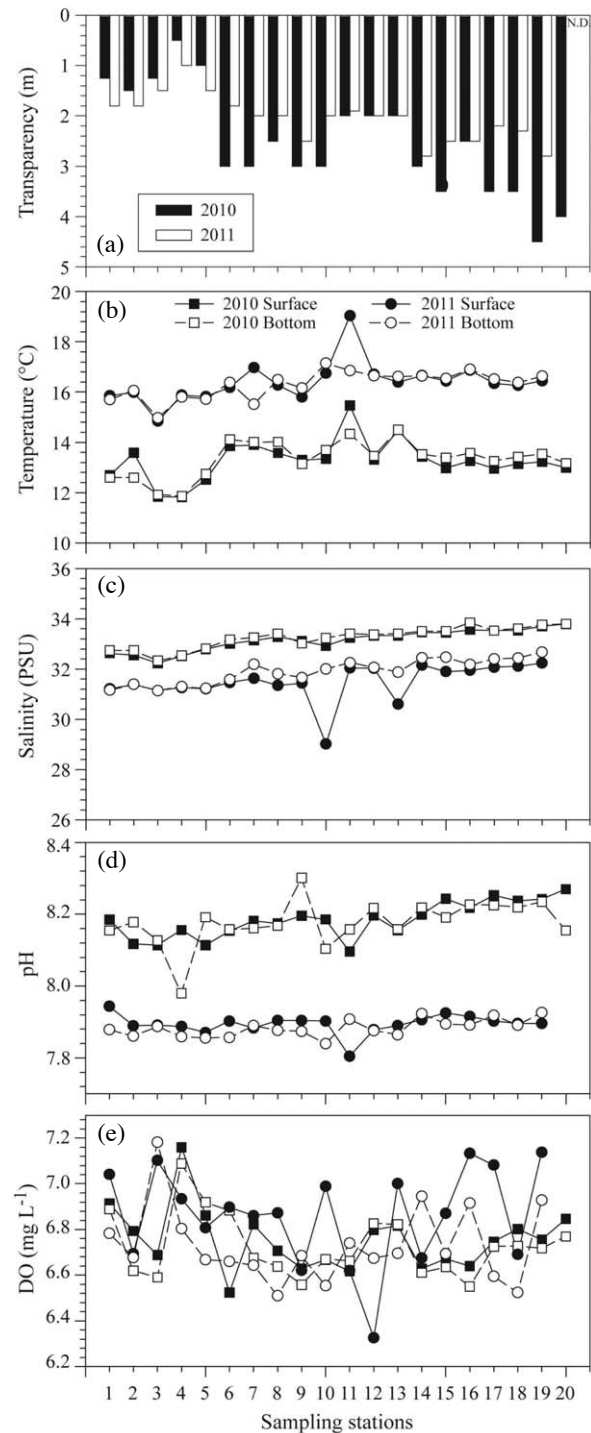 0
N.D.
1
2
3
4
5
Transparency (m)
2010
2011
(a)
20
18
16
14
12
10
Temperature (°C)
(b)
2010 Surface
2011 Surface
2010 Bottom
2011 Bottom
36
34
32
30
28
26
Salinity (PSU)
(c)
8.4
8.2
8.0
7.8
pH
(d)
7.2
7.0
6.8
6.6
6.4
6.2
DO (mg L-1)
(e)
1 2 3 4 5 6 7 8 9 10 11 12 13 14 15 16 17 18 19 20
Sampling stations